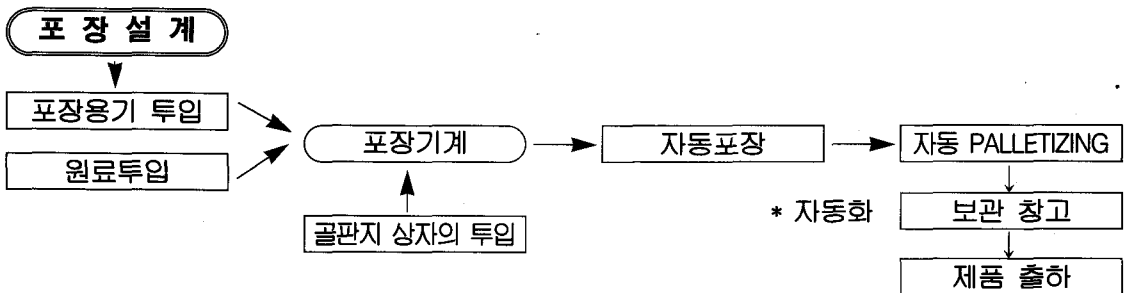 포 장 설 계
포장용기 투입
원료투입
포장기계
골판지 상자의 투입
자동포장
자동 PALLETIZING
* 자동화
보관 창고
제품 출하